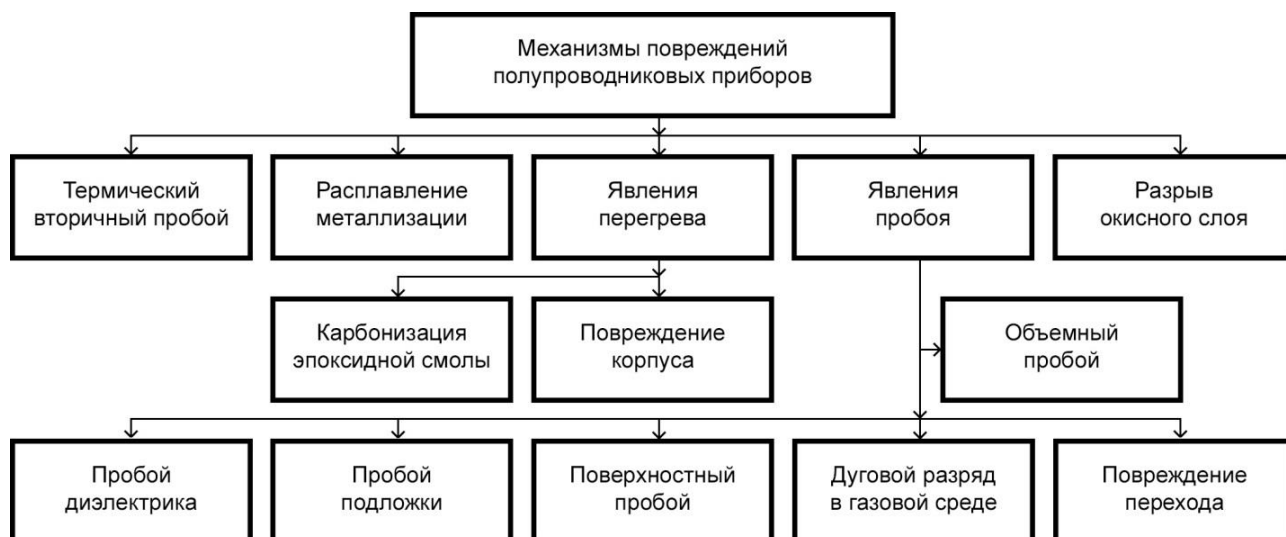 Механизмы повреждений
полупроводниковых приборов
Термический
вторичный пробой
Расплавление
металлизации
Явления
перегрева
Явления
пробоя
Разрыв
окисного слоя
Карбонизация
эпоксидной смолы
Повреждение
корпуса
Объемный
пробой
Пробой
диэлектрика
Пробой
подложки
Поверхностный
пробой
Дуговой разряд
в газовой среде
Повреждение
перехода